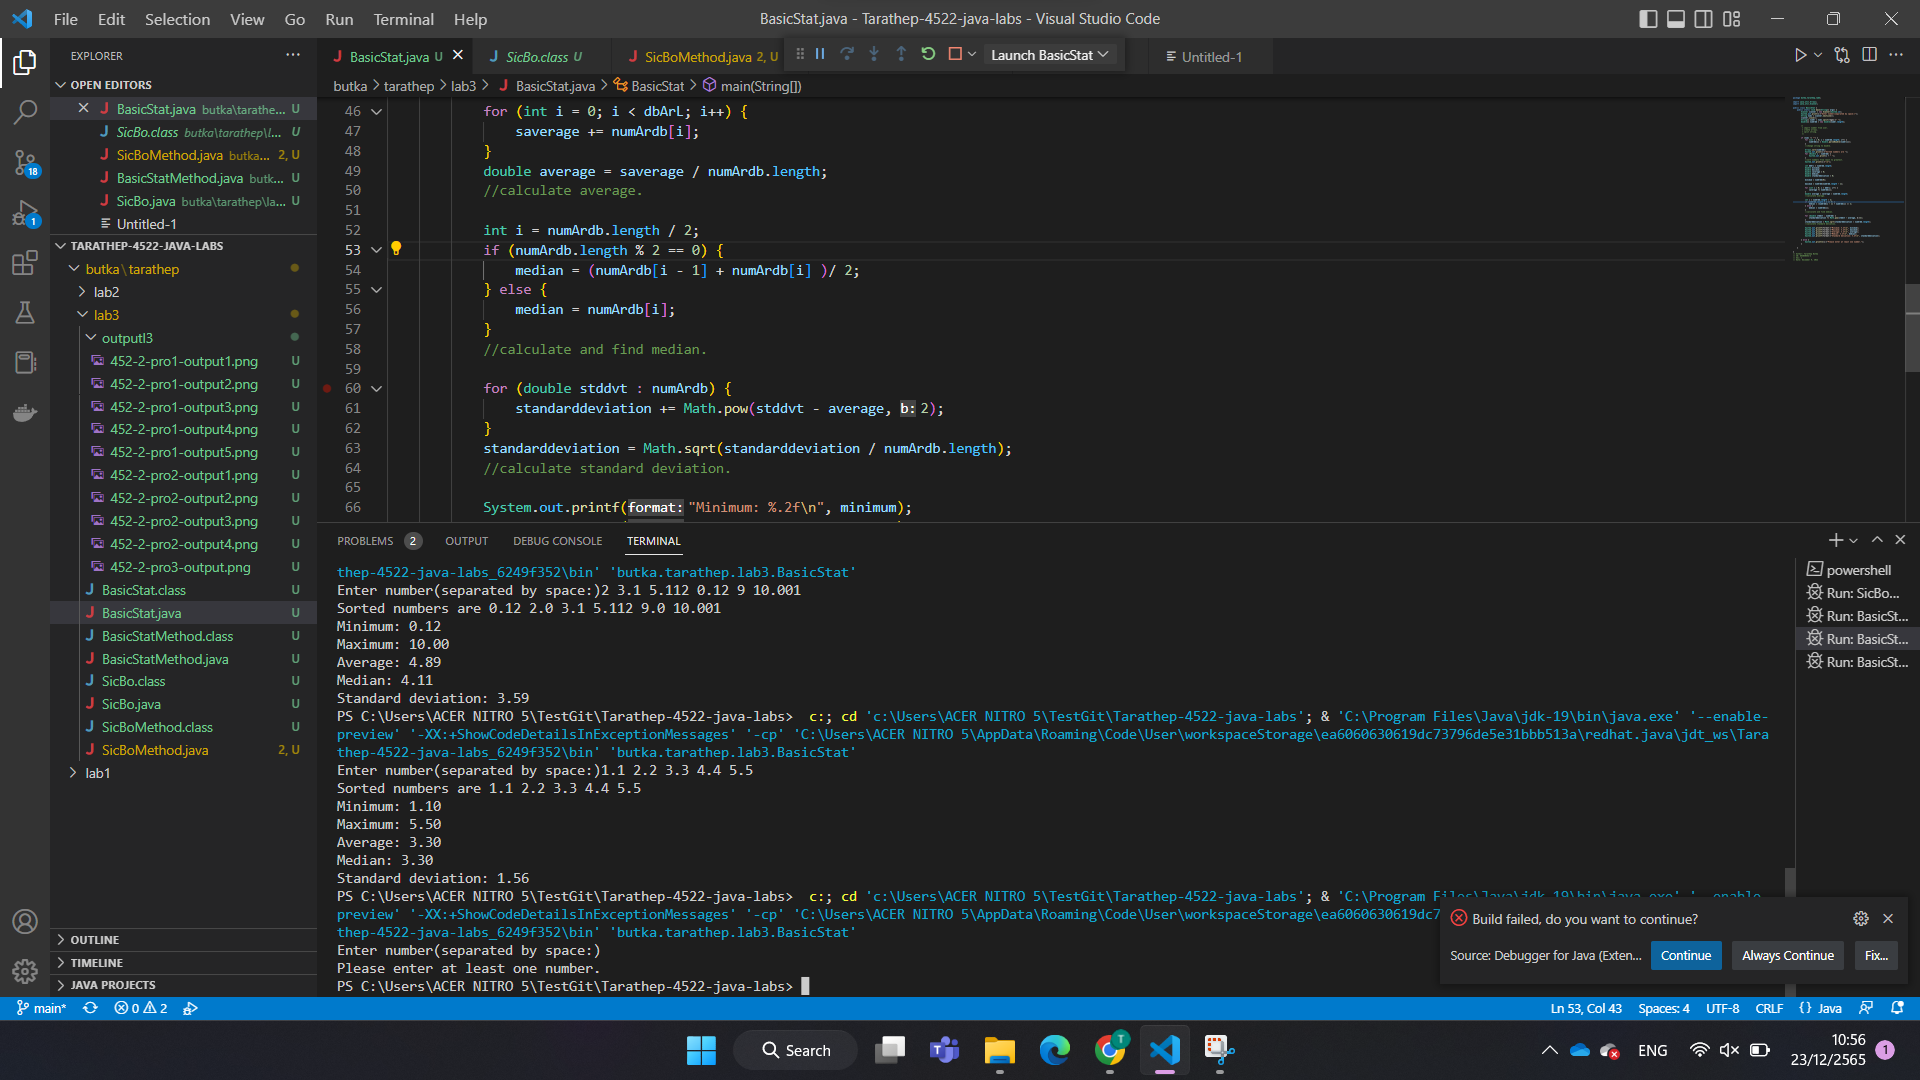 File Edit Selection View Go Run Terminal Help
BasicStat.java - Tarathep-4522-java-labs - Visual Studio Code
EXPLORER
OPEN EDITORS
BasicStat.java butka\tarathe... U
SicBo.class butka\tarathep\l... U
SicBoMethod.java butka... 2, U
BasicStatMethod.java butk... U
SicBo.java butka\tarathep\la... U
Untitled-1
TARATHEP-4522-JAVA-LABS
butka\tarathep
lab2
lab3
outputl3
452-2-pro1-output1.png U
452-2-pro1-output2.png U
452-2-pro1-output3.png U
452-2-pro1-output4.png U
452-2-pro1-output5.png U
452-2-pro2-output1.png U
452-2-pro2-output2.png U
452-2-pro2-output3.png U
452-2-pro2-output4.png U
452-2-pro3-output.png U
BasicStat.class U
BasicStat.java U
BasicStatMethod.class U
BasicStatMethod.java U
SicBo.class U
SicBo.java U
SicBoMethod.class U
SicBoMethod.java 2, U
lab1
OUTLINE
TIMELINE
JAVA PROJECTS
18
1
BasicStat.java U
SicBo.class U
SicBoMethod.java 2, U
Launch BasicStat
Untitled-1
butka > tarathep > lab3 > BasicStat.java > BasicStat > main(String[])
46 for (int i = 0; i < dbArL; i++) {
47 saverage += numArdb[i];
48 }
49 double average = saverage / numArdb.length;
50 //calculate average.
51
52 int i = numArdb.length / 2;
53 if (numArdb.length % 2 == 0) {
54 median = (numArdb[i - 1] + numArdb[i] )/ 2;
55 } else {
56 median = numArdb[i];
57 }
58 //calculate and find median.
59
60 for (double stddvt : numArdb) {
61 standarddeviation += Math.pow(stddvt - average, b: 2);
62 }
63 standarddeviation = Math.sqrt(standarddeviation / numArdb.length);
64 //calculate standard deviation.
65
66 System.out.printf(format: "Minimum: %.2f\n", minimum);
PROBLEMS 2 OUTPUT DEBUG CONSOLE TERMINAL
thep-4522-java-labs_6249f352\bin' 'butka.tarathep.lab3.BasicStat'
Enter number(separated by space:)2 3.1 5.112 0.12 9 10.001
Sorted numbers are 0.12 2.0 3.1 5.112 9.0 10.001
Minimum: 0.12
Maximum: 10.00
Average: 4.89
Median: 4.11
Standard deviation: 3.59
PS C:\Users\ACER NITRO 5\TestGit\Tarathep-4522-java-labs> c:; cd 'c:\Users\ACER NITRO 5\TestGit\Tarathep-4522-java-labs'; & 'C:\Program Files\Java\jdk-19\bin\java.exe' '--enable-
preview' '-XX:+ShowCodeDetailsInExceptionMessages' '-cp' 'C:\Users\ACER NITRO 5\AppData\Roaming\Code\User\workspaceStorage\ea6060630619dc73796de5e31bbb513a\redhat.java\jdt_ws\Tara
thep-4522-java-labs_6249f352\bin' 'butka.tarathep.lab3.BasicStat'
Enter number(separated by space:)1.1 2.2 3.3 4.4 5.5
Sorted numbers are 1.1 2.2 3.3 4.4 5.5
Minimum: 1.10
Maximum: 5.50
Average: 3.30
Median: 3.30
Standard deviation: 1.56
PS C:\Users\ACER NITRO 5\TestGit\Tarathep-4522-java-labs> c:; cd 'c:\Users\ACER NITRO 5\TestGit\Tarathep-4522-java-labs'; & 'C:\Program Files\Java\jdk-19\bin\java.exe' '--enable-
preview' '-XX:+ShowCodeDetailsInExceptionMessages' '-cp' 'C:\Users\ACER NITRO 5\AppData\Roaming\Code\User\workspaceStorage\ea6060630619dc7
thep-4522-java-labs_6249f352\bin' 'butka.tarathep.lab3.BasicStat'
Enter number(separated by space:)
Please enter at least one number.
PS C:\Users\ACER NITRO 5\TestGit\Tarathep-4522-java-labs>
powershell
Run: SicBo...
Run: BasicSt...
Run: BasicSt...
Run: BasicSt...
Build failed, do you want to continue?
Source: Debugger for Java (Exten... Continue Always Continue Fix...
main* 0 2
Ln 53, Col 43 Spaces: 4 UTF-8 CRLF {} Java
Search
T
T
ENG
10:56
23/12/2565
1